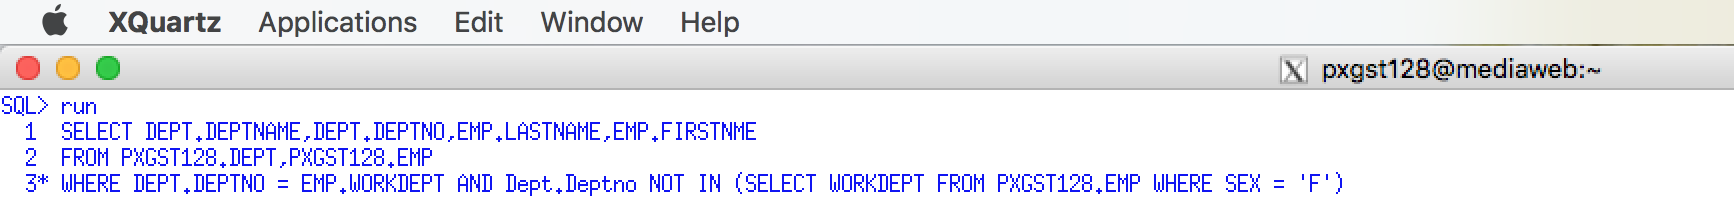 XQuartz Applications Edit Window Help
pxgst128@mediaweb:~
SQL> run
1 SELECT DEPT.DEPTNAME,DEPT.DEPTNO,EMP.LASTNAME,EMP.FIRSTNME
2 FROM PXGST128.DEPT,PXGST128.EMP
3* WHERE DEPT.DEPTNO = EMP.WORKDEPT AND Dept.Deptno NOT IN (SELECT WORKDEPT FROM PXGST128.EMP WHERE SEX = 'F')